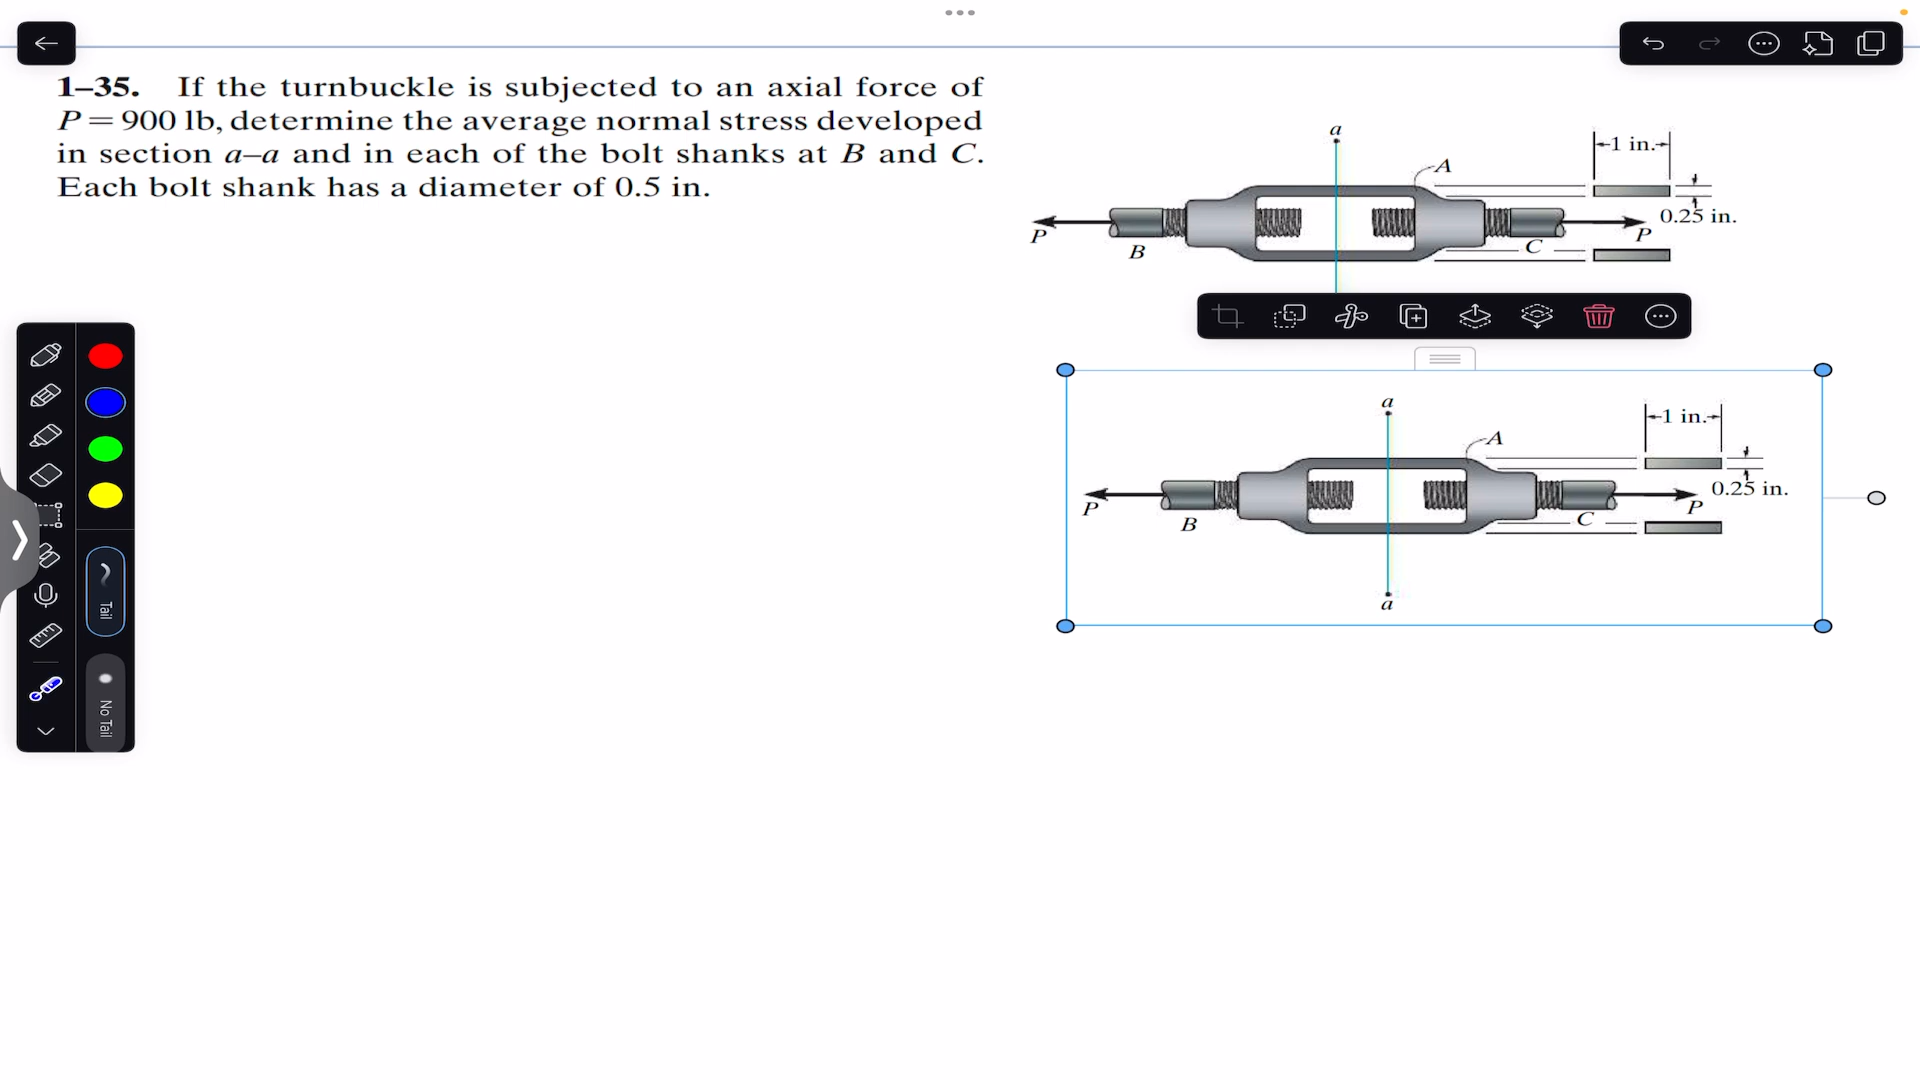 1–35. If the turnbuckle is subjected to an axial force of
P = 900 lb, determine the average normal stress developed
in section a–a and in each of the bolt shanks at B and C.
Each bolt shank has a diameter of 0.5 in.
a
A
1 in.
0.25 in.
P
B
C
P
a
A
1 in.
0.25 in.
P
B
C
P
a
Tail
No Tail